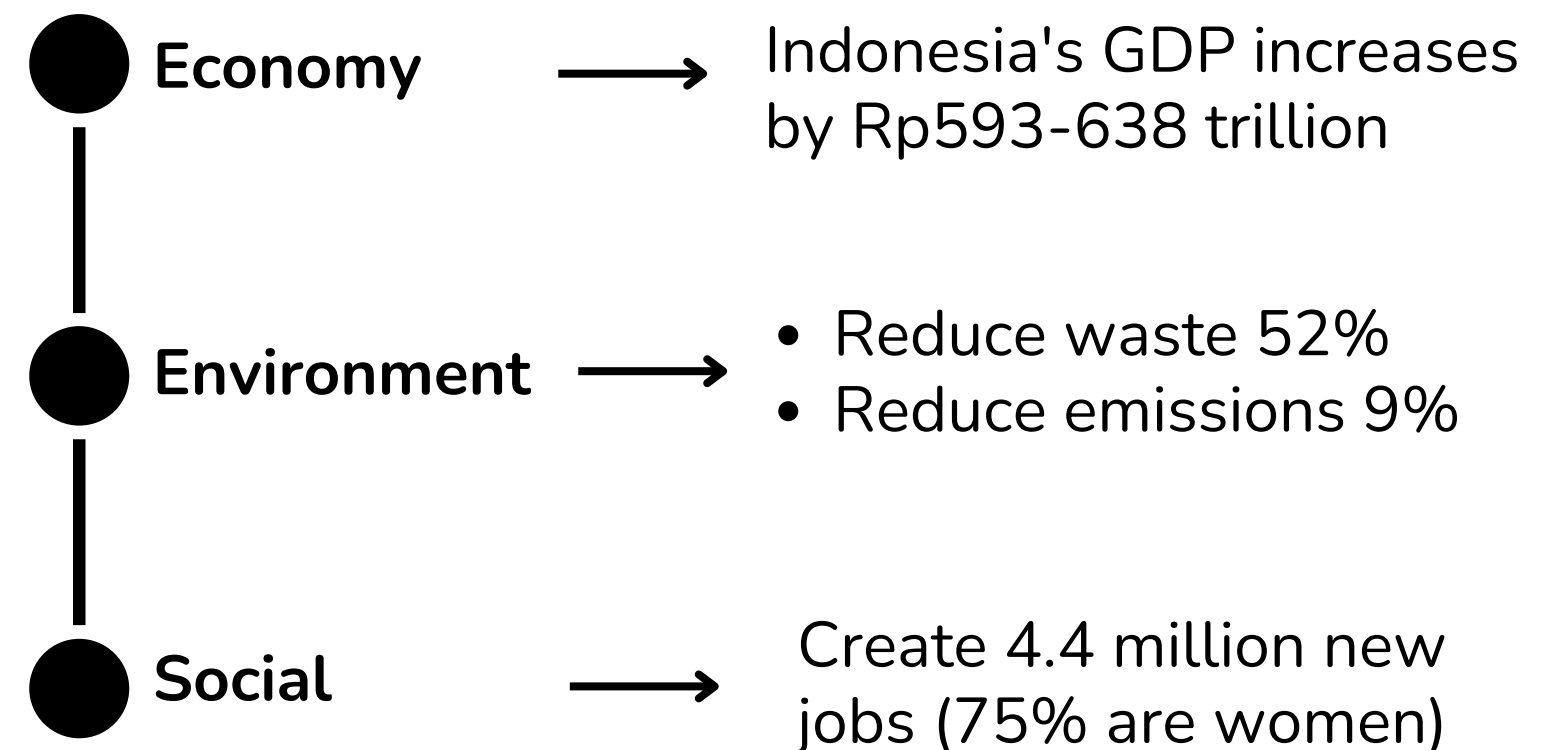 Economy
Indonesia's GDP increases
by Rp593-638 trillion
Environment
• Reduce waste 52%
• Reduce emissions 9%
Social
Create 4.4 million new
jobs (75% are women)